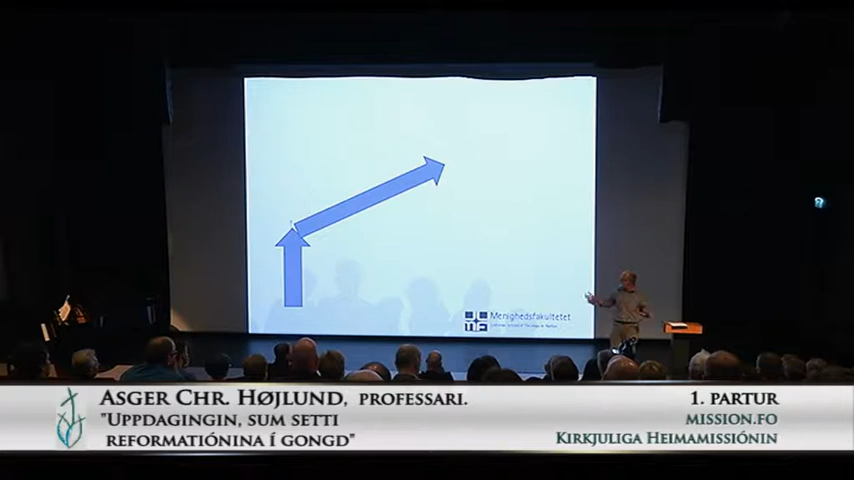 Menighedsfakultetet
Asger Chr. Højlund, professari.
"Uppdagingin, sum setti
reformatiónina í gongd"
1. partur
mission.fo
Kirkjuliga Heimamissiónin